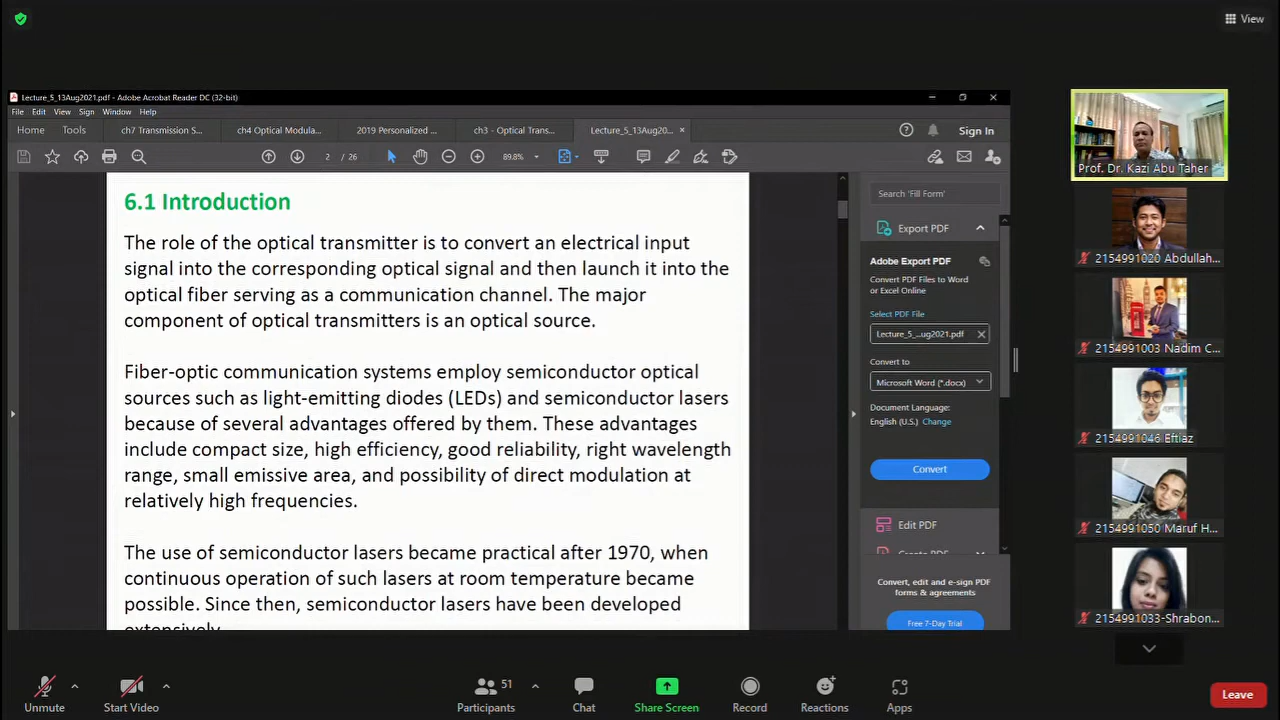 View
Lecture_5_13Aug2021.pdf - Adobe Acrobat Reader DC (32-bit)
File Edit View Sign Window Help
Home Tools ch7 Transmission S... ch4 Optical Modula... 2019 Personalized ... ch3 - Optical Trans... Lecture_5_13Aug20... × Sign In
2 / 26 89.8%
6.1 Introduction
The role of the optical transmitter is to convert an electrical input
signal into the corresponding optical signal and then launch it into the
optical fiber serving as a communication channel. The major
component of optical transmitters is an optical source.
Fiber-optic communication systems employ semiconductor optical
sources such as light-emitting diodes (LEDs) and semiconductor lasers
because of several advantages offered by them. These advantages
include compact size, high efficiency, good reliability, right wavelength
range, small emissive area, and possibility of direct modulation at
relatively high frequencies.
The use of semiconductor lasers became practical after 1970, when
continuous operation of such lasers at room temperature became
possible. Since then, semiconductor lasers have been developed
extensively
Search 'Fill Form'
Export PDF
Adobe Export PDF
Convert PDF Files to Word
or Excel Online
Select PDF File
Lecture_5_...ug2021.pdf
Convert to
Microsoft Word (*.docx)
Document Language:
English (U.S.) Change
Convert
Edit PDF
Create PDF
Convert, edit and e-sign PDF
forms & agreements
Free 7-Day Trial
Prof. Dr. Kazi Abu Taher
2154991020 Abdullah...
2154991003 Nadim C...
2154991046 Eftiaz
2154991050 Maruf H...
2154991033-Shrabon...
Unmute
Start Video
51
Participants
Chat
Share Screen
Record
Reactions
Apps
Leave